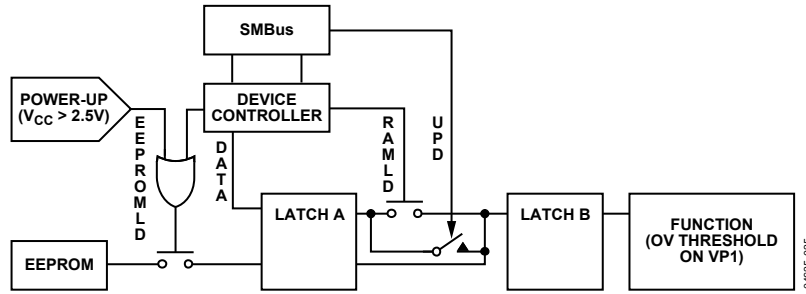 SMBus
POWER-UP
(VCC > 2.5V)
EEPROMLD
DEVICE
CONTROLLER
DATA
RAMLD
UPD
LATCH A
LATCH B
FUNCTION
(OV THRESHOLD
ON VP1)
EEPROM